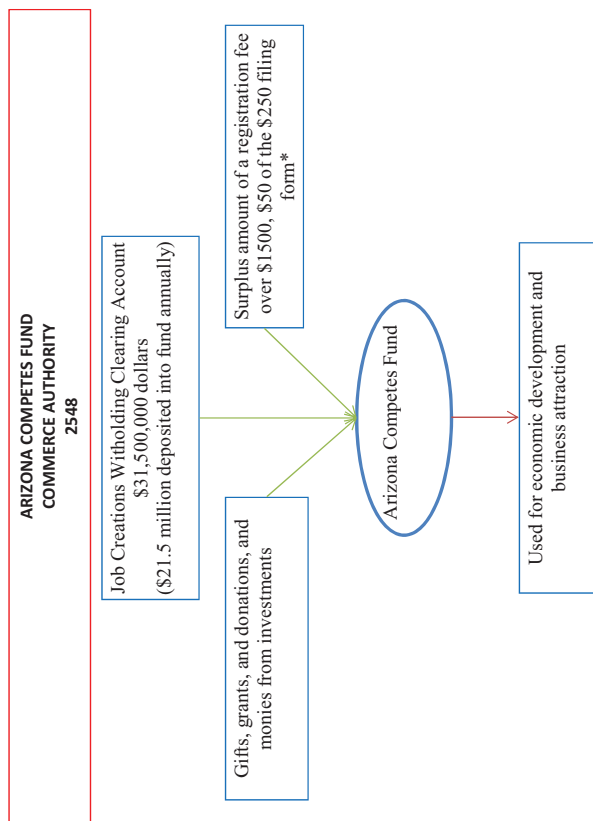 ARIZONA COMPETES FUND
COMMERCE AUTHORITY
2548
Job Creations Witholding Clearing Account
$31,500,000 dollars
($21.5 million deposited into fund annually)
Gifts, grants, and donations, and
monies from investments
Surplus amount of a registration fee
over $1500, $50 of the $250 filing
form*
Arizona Competes Fund
Used for economic development and
business attraction